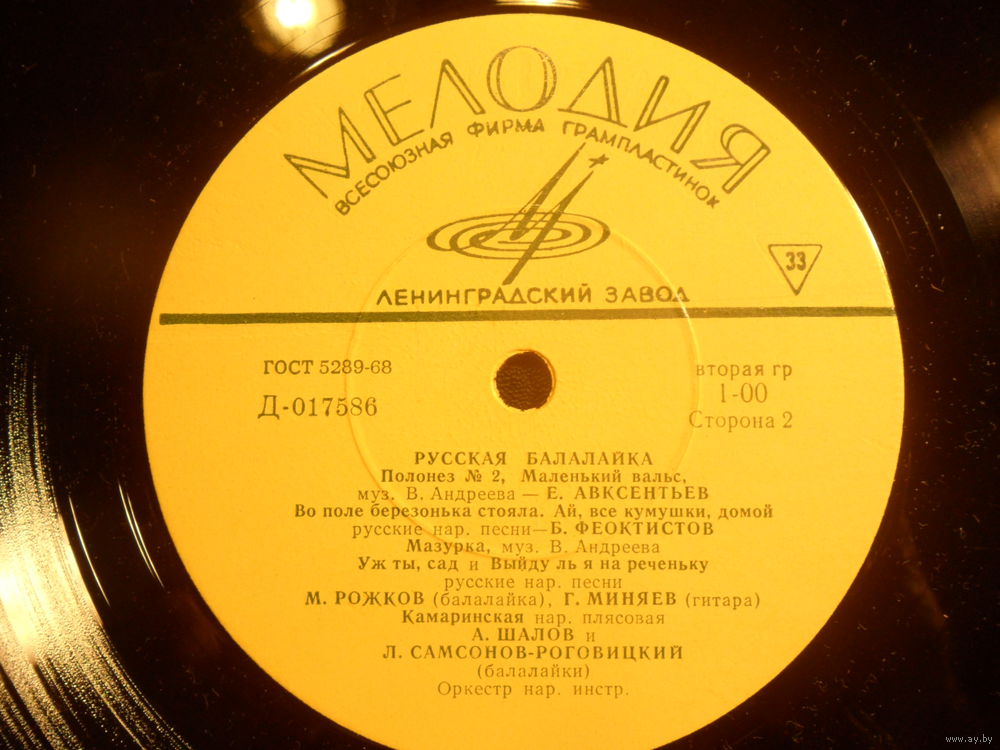 МЕЛОДИЯ
ВСЕСОЮЗНАЯ ФИРМА ГРАМПЛАСТИНОК
33
ЛЕНИНГРАДСКИЙ ЗАВОД
ГОСТ 5289-68
Д-017586
вторая гр
1-00
Сторона 2
РУССКАЯ БАЛАЛАЙКА
Полонез № 2, Маленький вальс,
муз. В. Андреева — Е. АВКСЕНТЬЕВ
Во поле березонька стояла. Ай, все кумушки, домой
русские нар. песни—Б. ФЕОКТИСТОВ
Мазурка, муз. В. Андреева
Уж ты, сад и Выйду ль я на реченьку
русские нар. песни
М. РОЖКОВ (балалайка), Г. МИНЯЕВ (гитара)
Камаринская нар. плясовая
А. ШАЛОВ и
Л. САМСОНОВ-РОГОВИЦКИЙ
(балалайки)
Оркестр нар. инстр.
www.ay.by